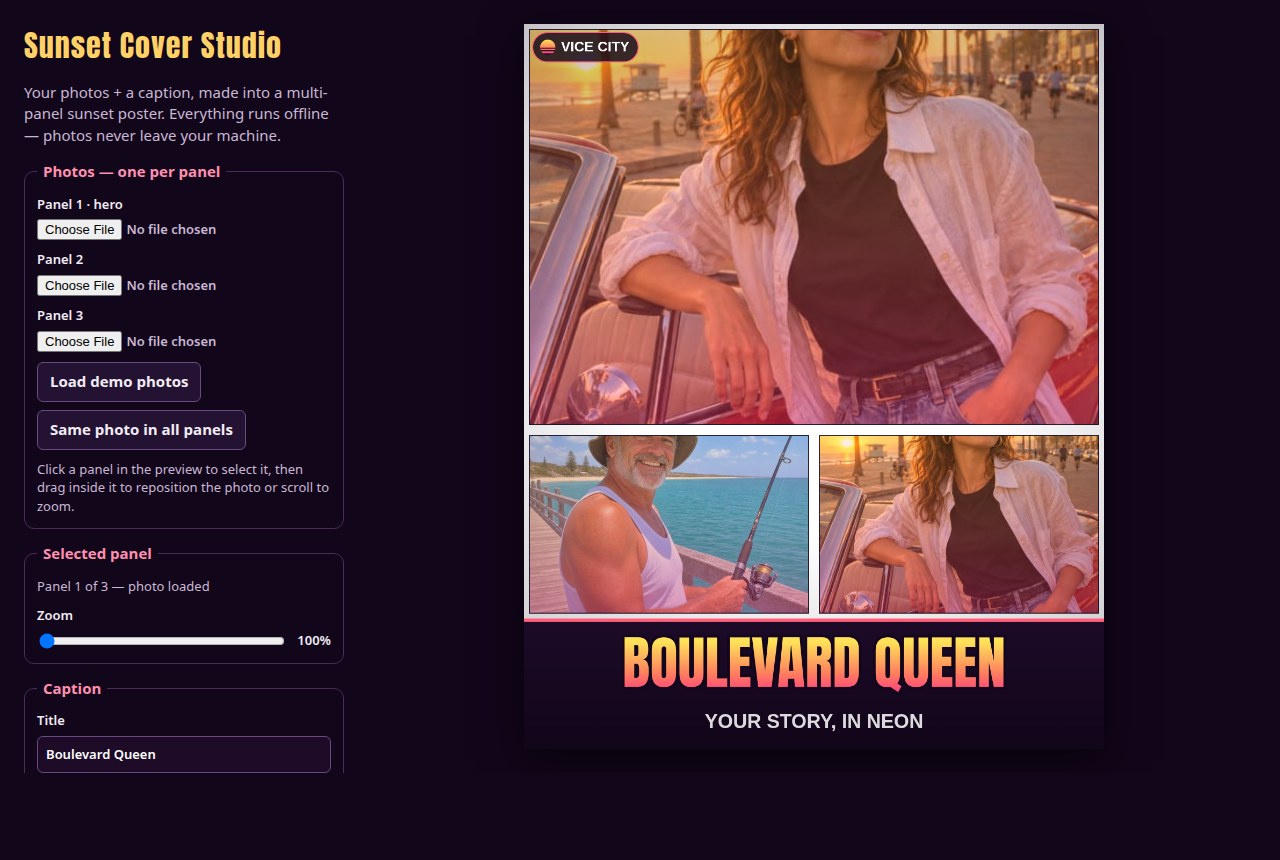 Sunset Cover Studio
Your photos + a caption, made into a multi-
panel sunset poster. Everything runs offline
— photos never leave your machine.
Photos — one per panel
Panel 1 · hero
Choose File No file chosen
Panel 2
Choose File No file chosen
Panel 3
Choose File No file chosen
Load demo photos
Same photo in all panels
Click a panel in the preview to select it, then
drag inside it to reposition the photo or scroll to
zoom.
Selected panel
Panel 1 of 3 — photo loaded
Zoom
100%
Caption
Title
Boulevard Queen
VICE CITY
BOULEVARD QUEEN
YOUR STORY, IN NEON